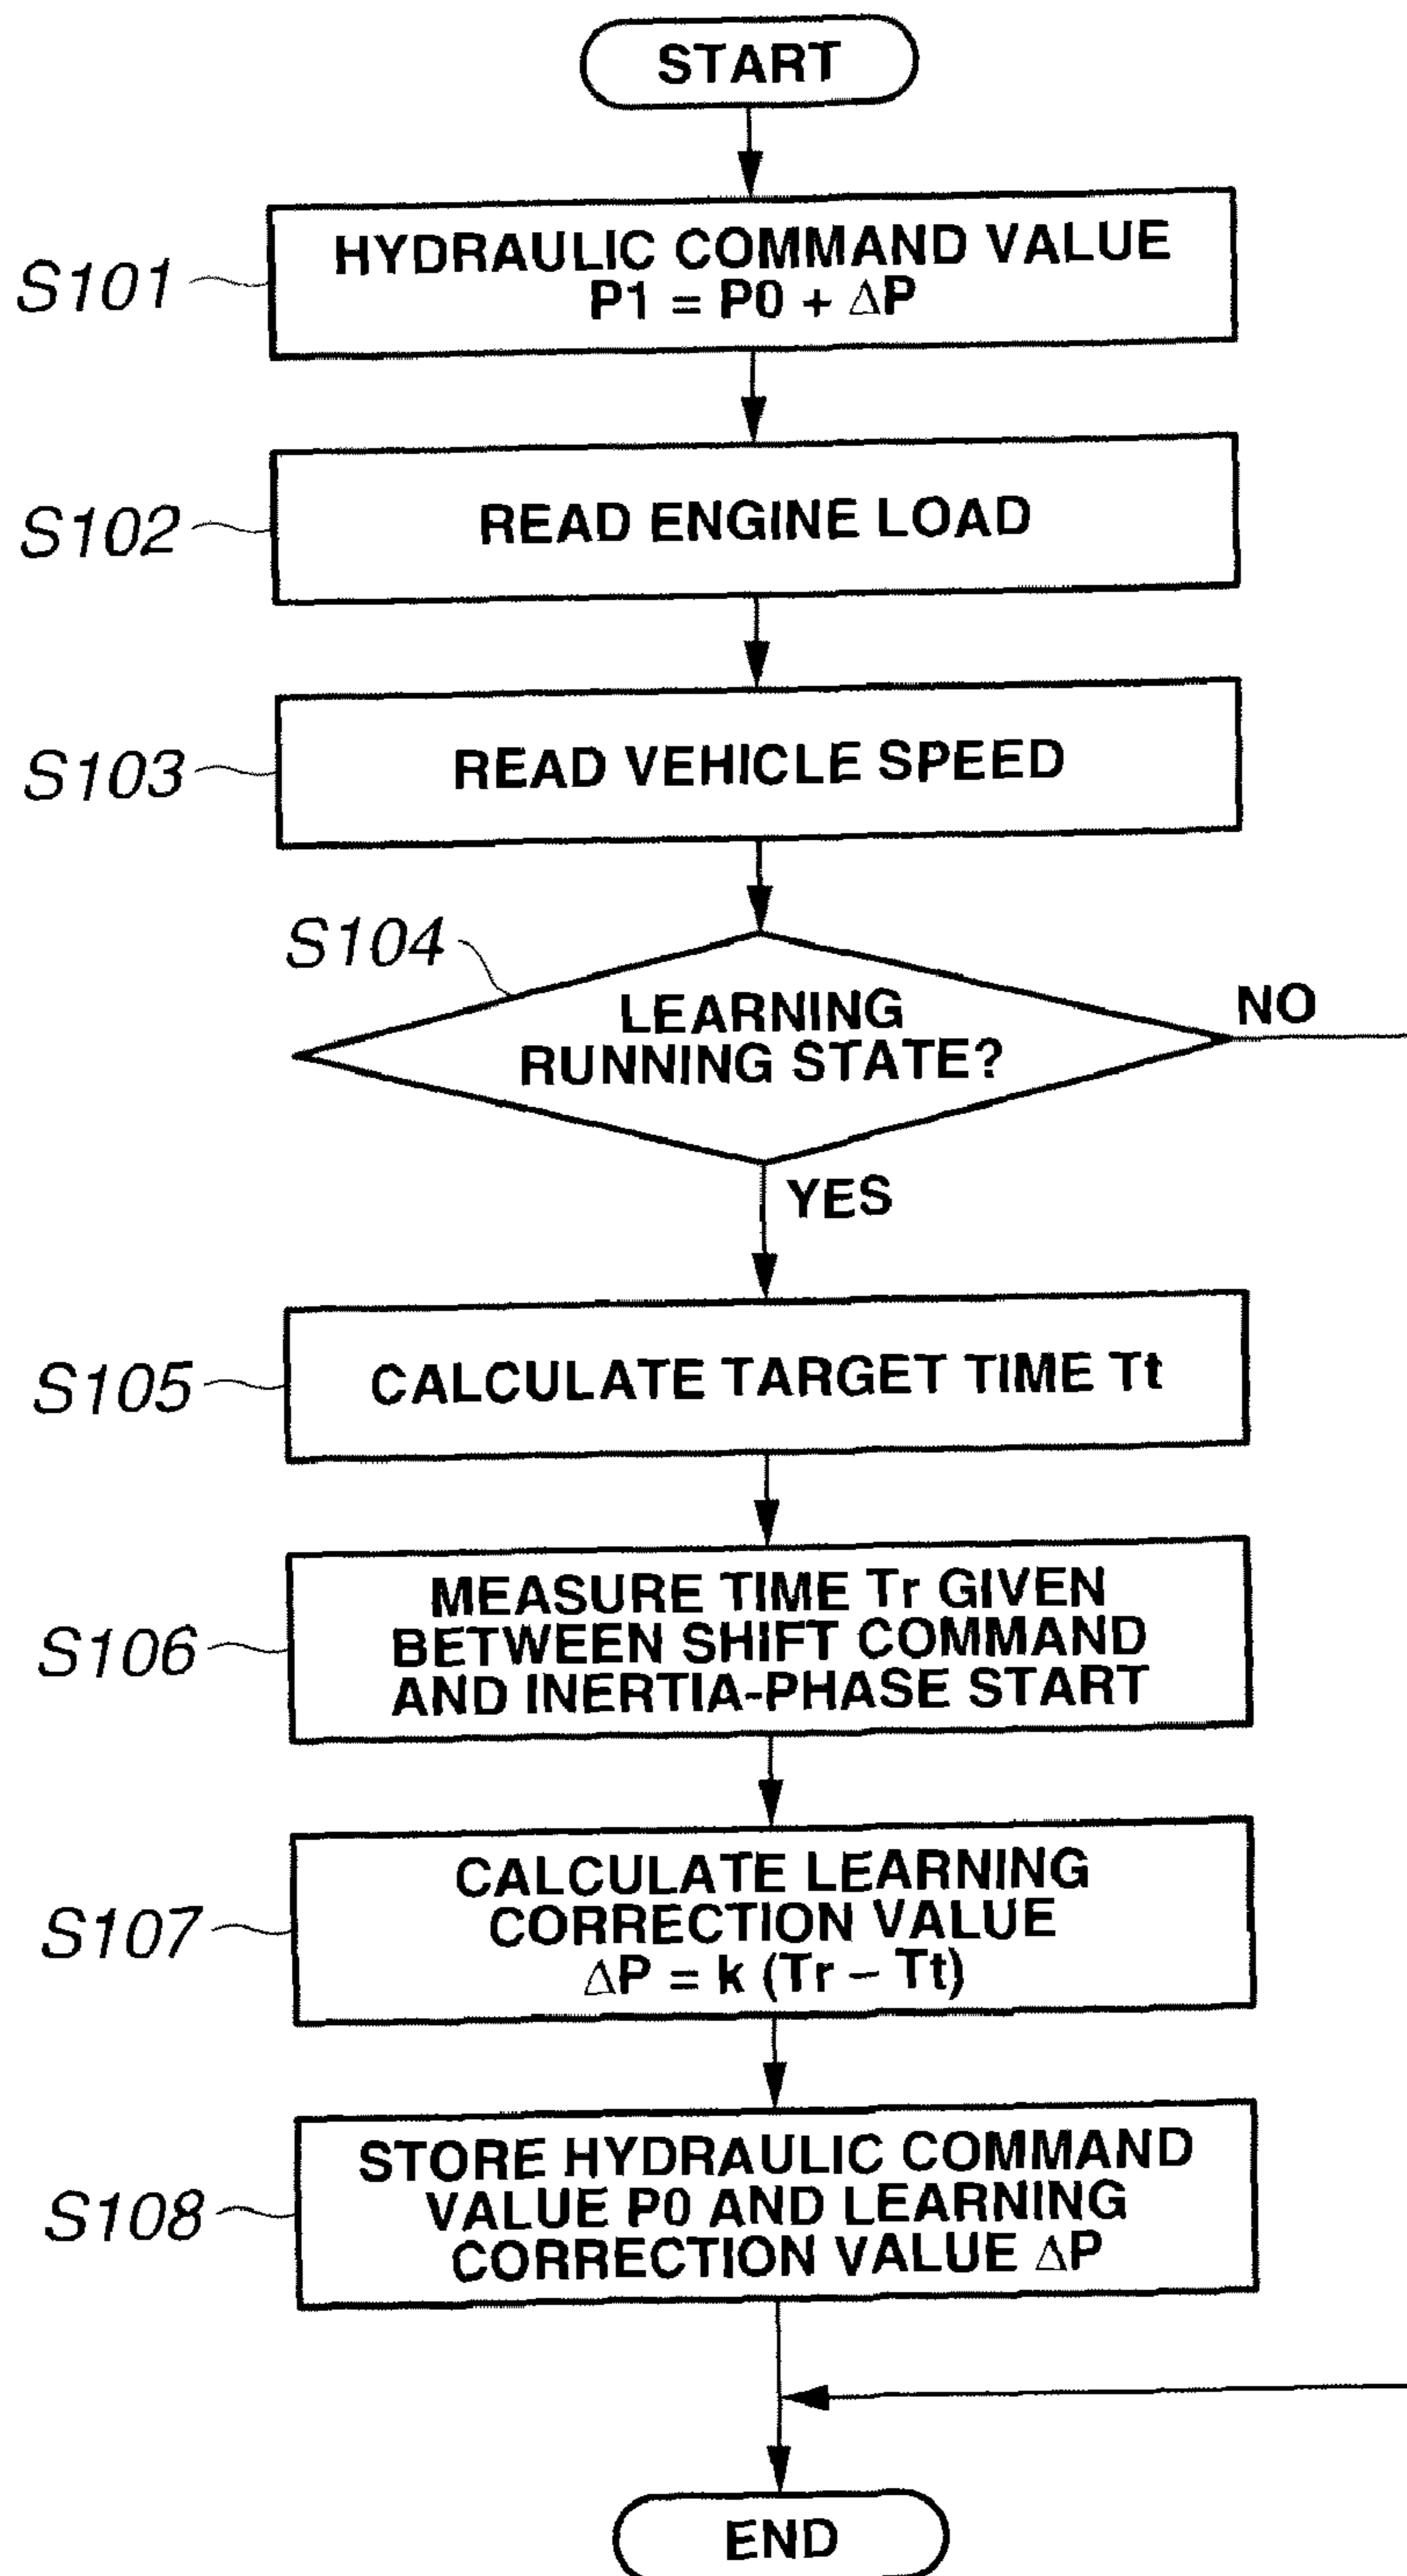 START
S101
HYDRAULIC COMMAND VALUE
P1 = P0 + ΔP
S102
READ ENGINE LOAD
S103
READ VEHICLE SPEED
S104
LEARNING
RUNNING STATE?
NO
YES
S105
CALCULATE TARGET TIME Tt
S106
MEASURE TIME Tr GIVEN
BETWEEN SHIFT COMMAND
AND INERTIA-PHASE START
S107
CALCULATE LEARNING
CORRECTION VALUE
ΔP = k (Tr – Tt)
S108
STORE HYDRAULIC COMMAND
VALUE P0 AND LEARNING
CORRECTION VALUE ΔP
END